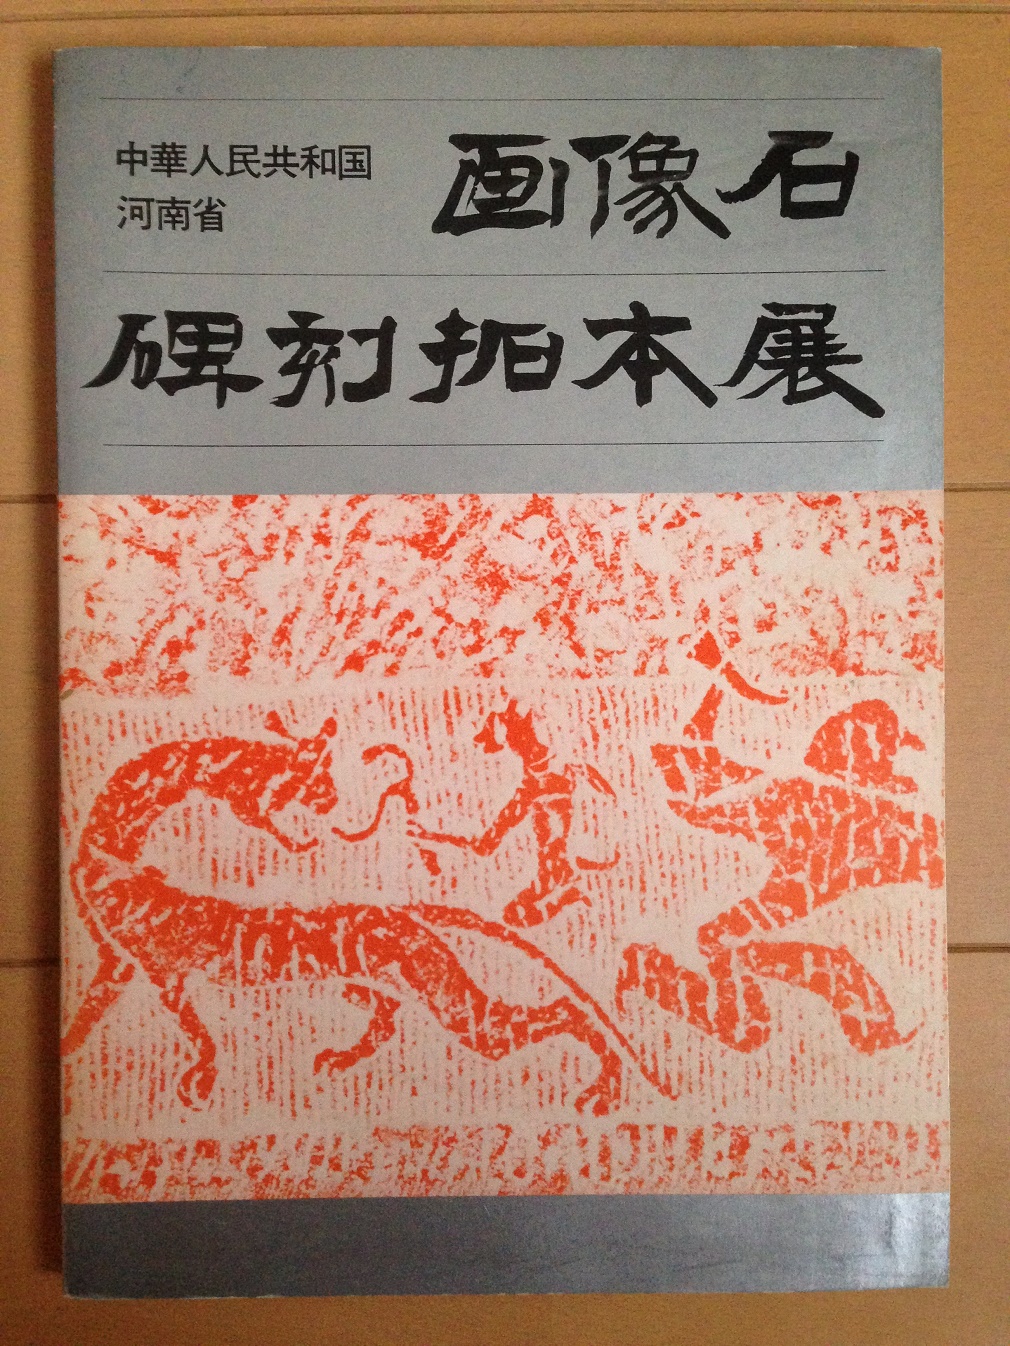 中華人民共和国
河南省
画像石
碑刻拓本展